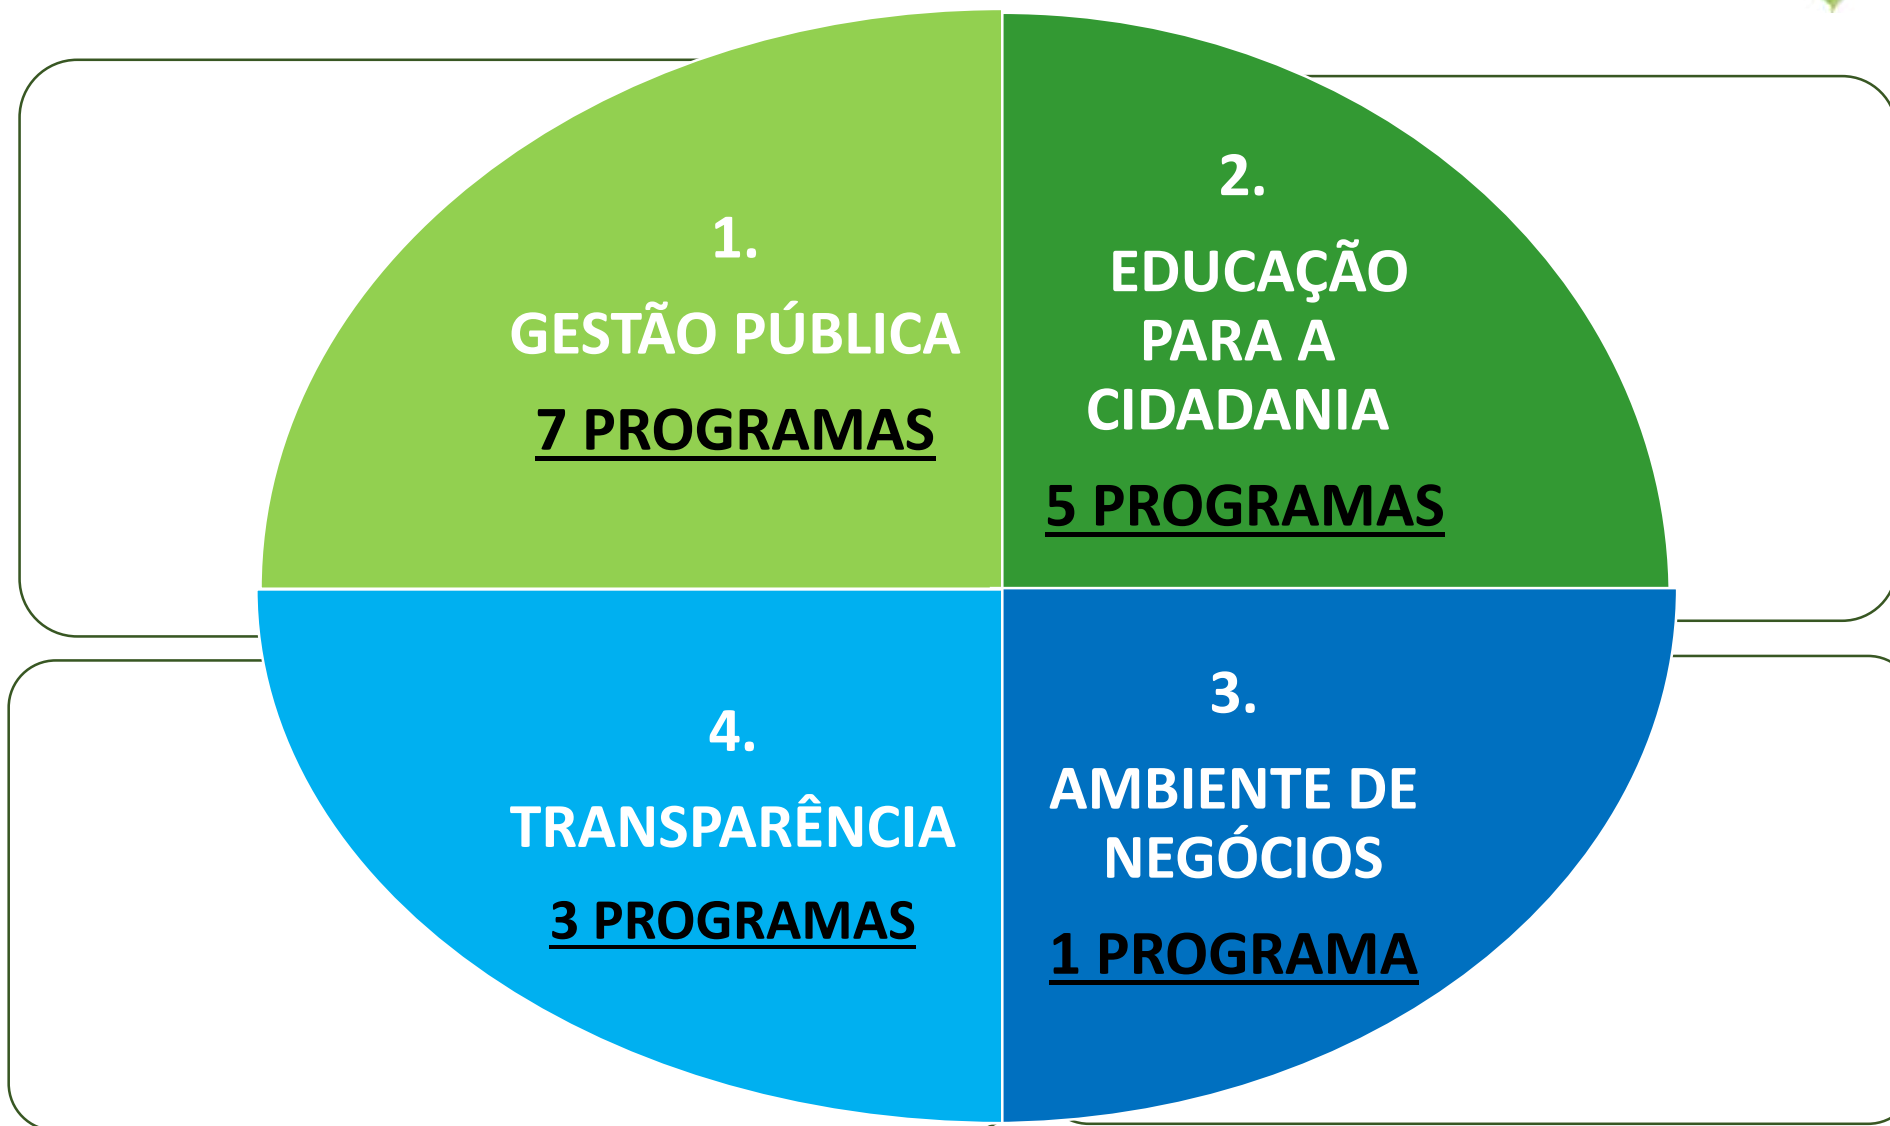 1.
GESTÃO PÚBLICA
7 PROGRAMAS
2.
EDUCAÇÃO
PARA A
CIDADANIA
5 PROGRAMAS
4.
TRANSPARÊNCIA
3 PROGRAMAS
3.
AMBIENTE DE
NEGÓCIOS
1 PROGRAMA